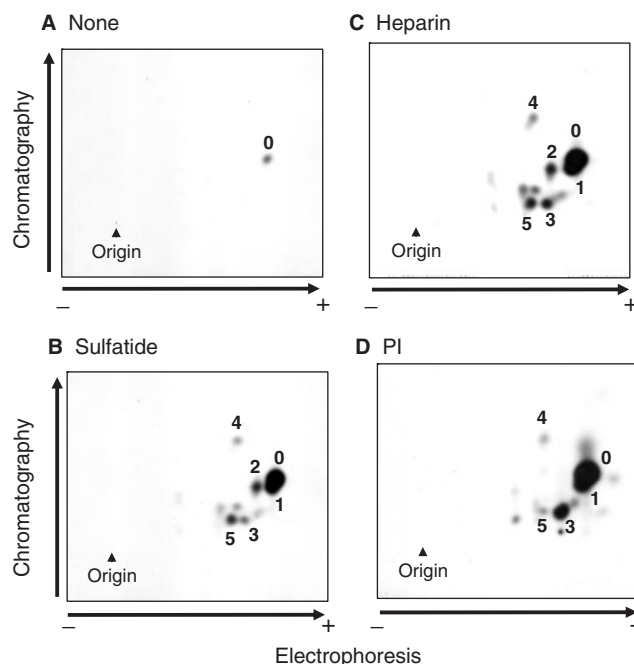 A None
Chromatography
0
Origin
– +
C Heparin
4
0
2
1
5 3
Origin
– +
B Sulfatide
Chromatography
4
0
2
1
5 3
Origin
– +
D PI
4
0
1
5 3
Origin
– +
Electrophoresis